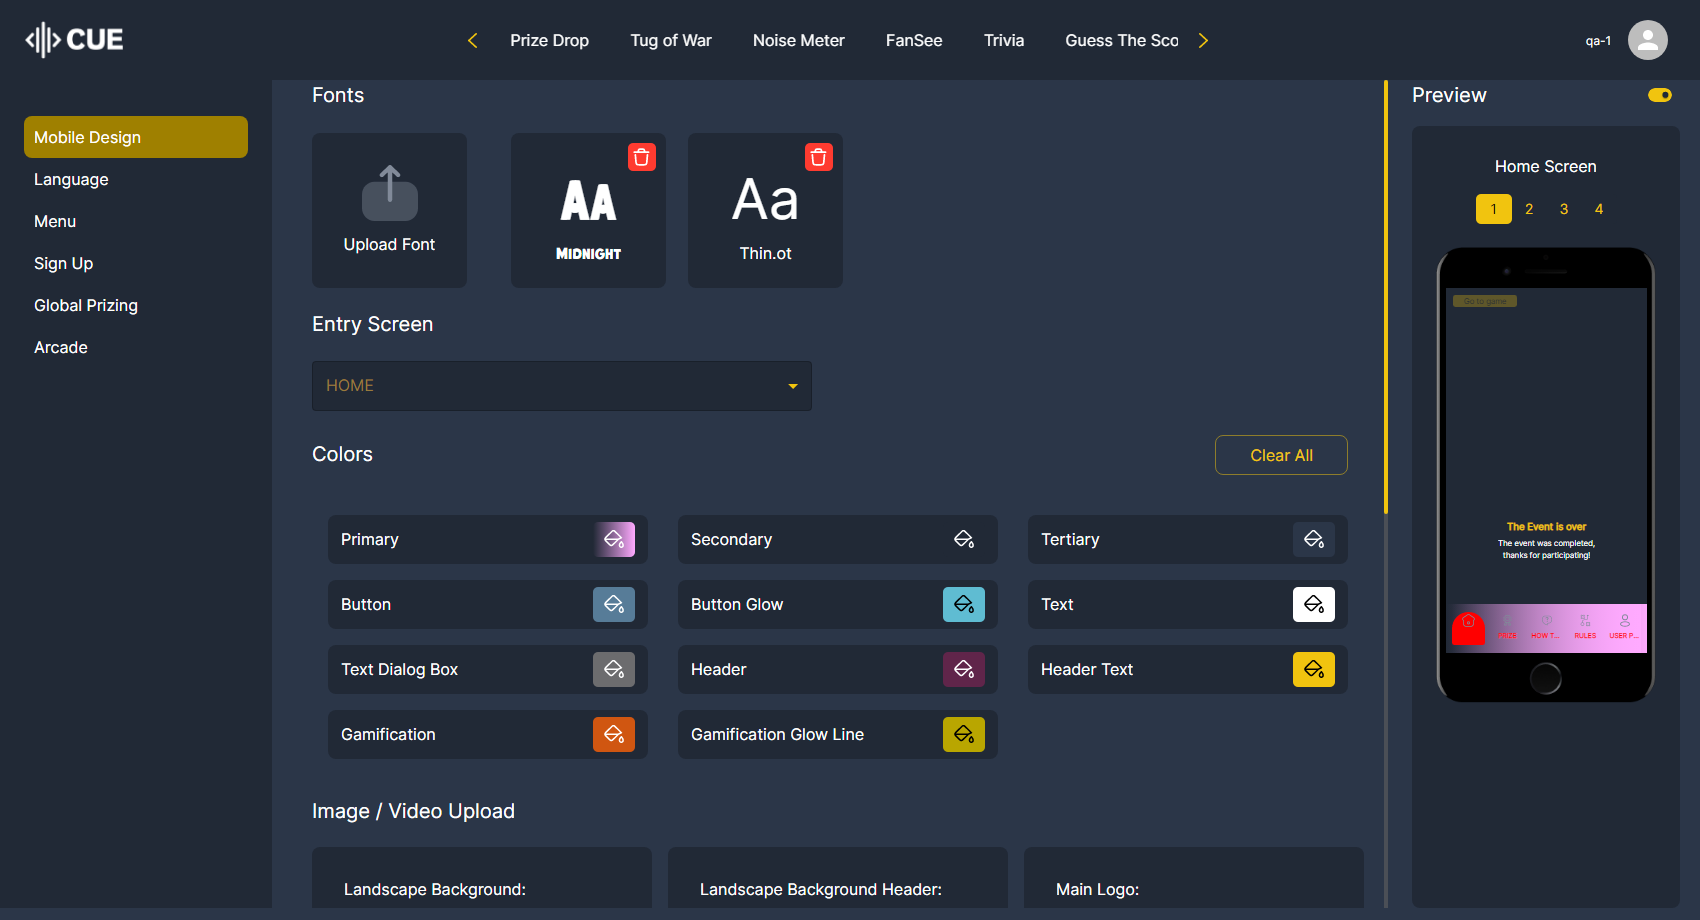 CUE
Prize Drop
Tug of War
Noise Meter
FanSee
Trivia
Guess The Sco
qa-1
Mobile Design
Language
Menu
Sign Up
Global Prizing
Arcade
Fonts
Upload Font
AA
MIDNIGHT
Aa
Thin.ot
Entry Screen
HOME
Colors
Clear All
Primary
Secondary
Tertiary
Button
Button Glow
Text
Text Dialog Box
Header
Header Text
Gamification
Gamification Glow Line
Image / Video Upload
Landscape Background:
Landscape Background Header:
Main Logo:
Preview
Home Screen
1 2 3 4
Go to game
The Event is over
The event was completed,
thanks for participating!
PRIZE
HOW T...
RULES
USER P...